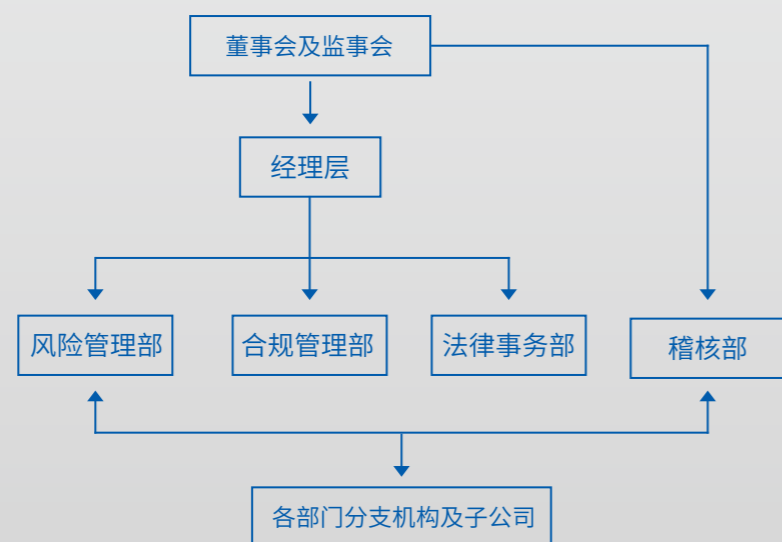 董事会及监事会
经理层
风险管理部
合规管理部
法律事务部
稽核部
各部门分支机构及子公司